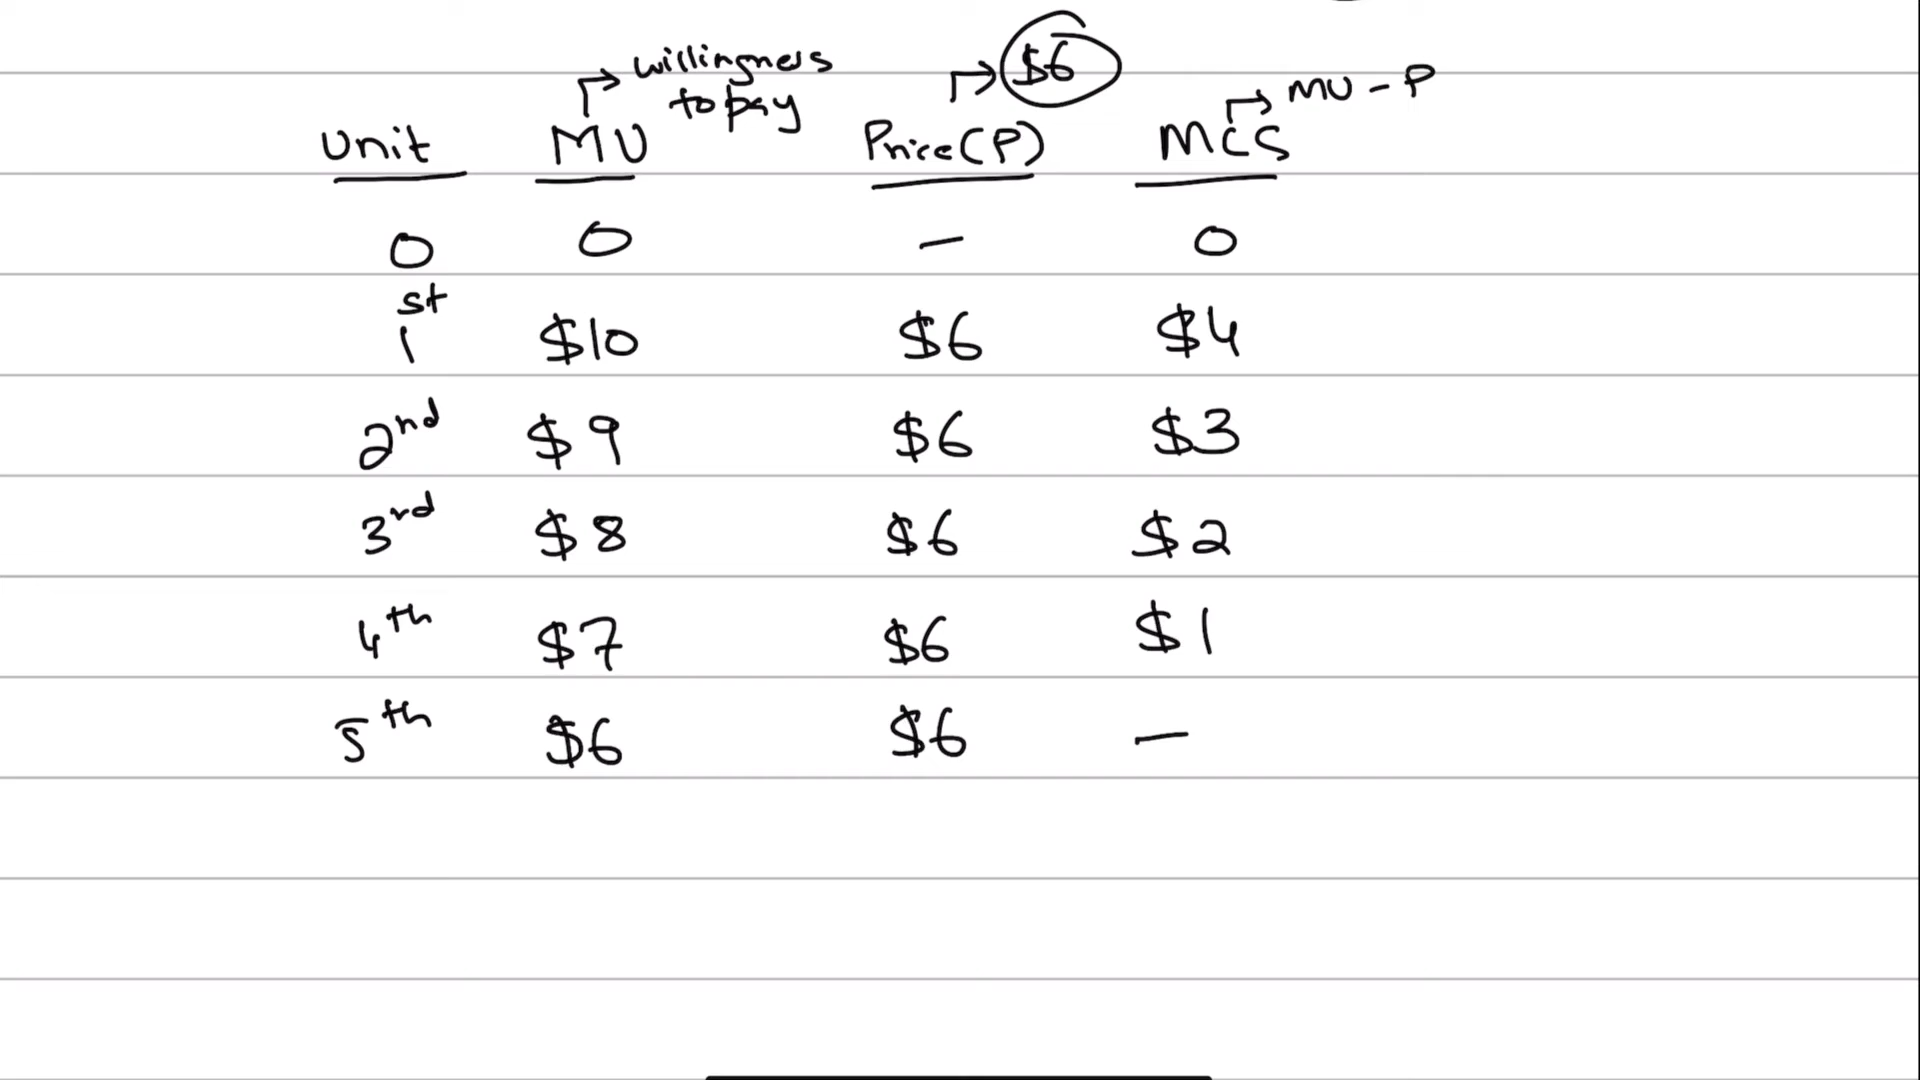 willingness to pay
$6
MU - P
Unit MU Price(P) MCS
0 0 — 0
1st $10 $6 $4
2nd $9 $6 $3
3rd $8 $6 $2
4th $7 $6 $1
5th $6 $6 —